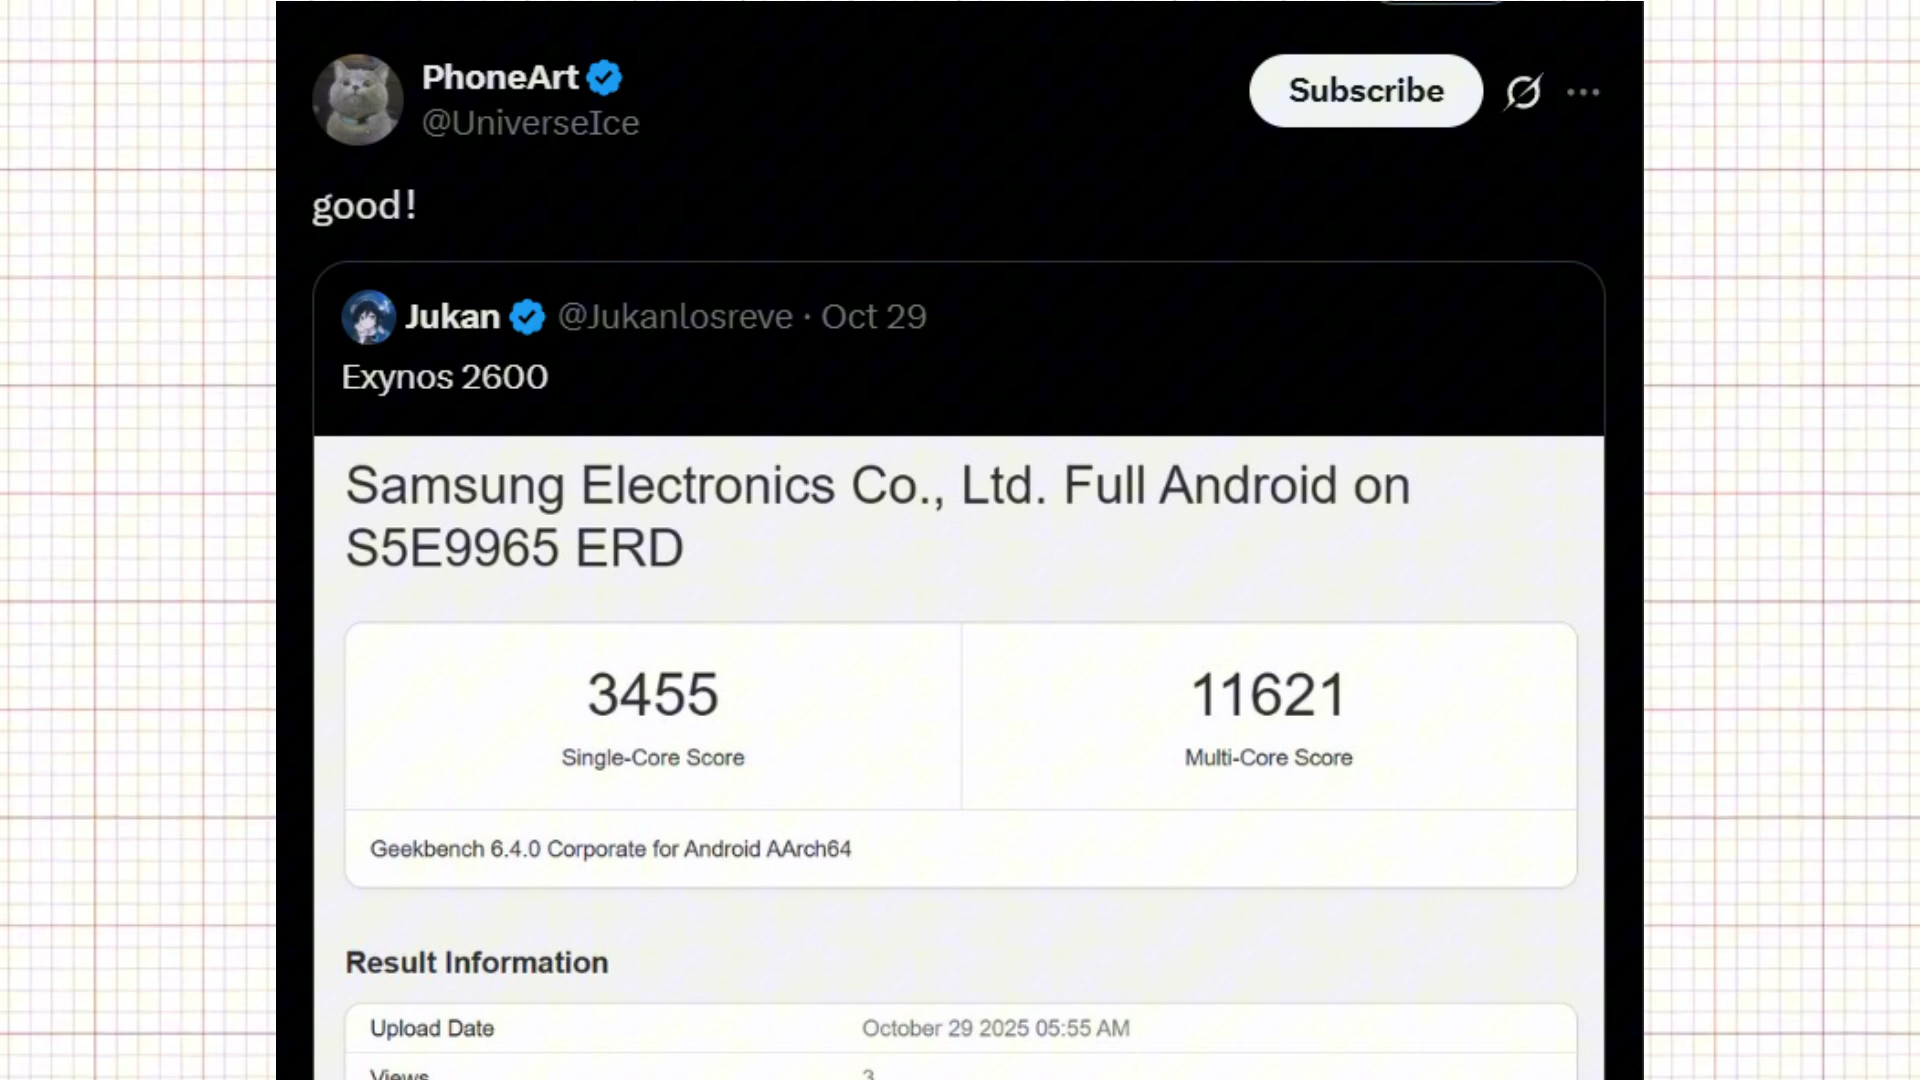 PhoneArt
@UniverseIce
Subscribe
good!
Jukan @Jukanlosreve · Oct 29
Exynos 2600
Samsung Electronics Co., Ltd. Full Android on
S5E9965 ERD
3455
11621
Single-Core Score
Multi-Core Score
Geekbench 6.4.0 Corporate for Android AArch64
Result Information
Upload Date
October 29 2025 05:55 AM
Views
3